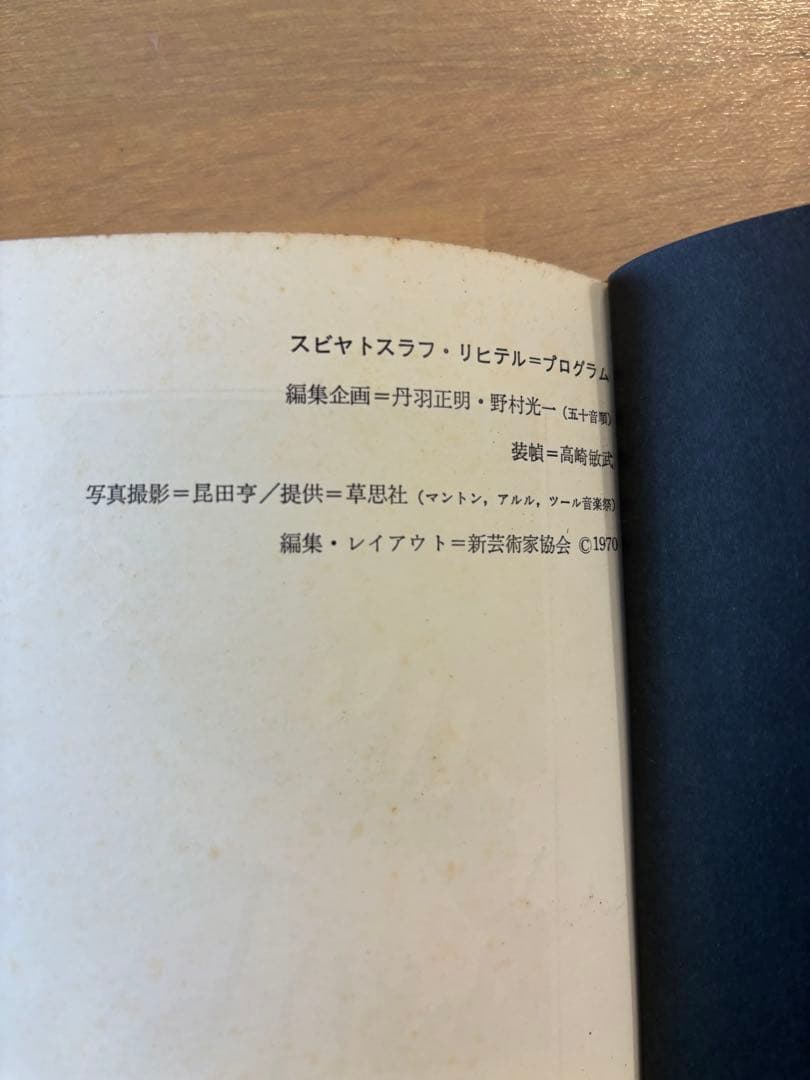 スビヤトスラフ・リヒテル＝プログラム
編集企画＝丹羽正明・野村光一（五十音順）
装幀＝高崎敏武
写真撮影＝昆田亨／提供＝草思社（マントン，アルル，ツール音楽祭）
編集・レイアウト＝新芸術家協会 ©1970